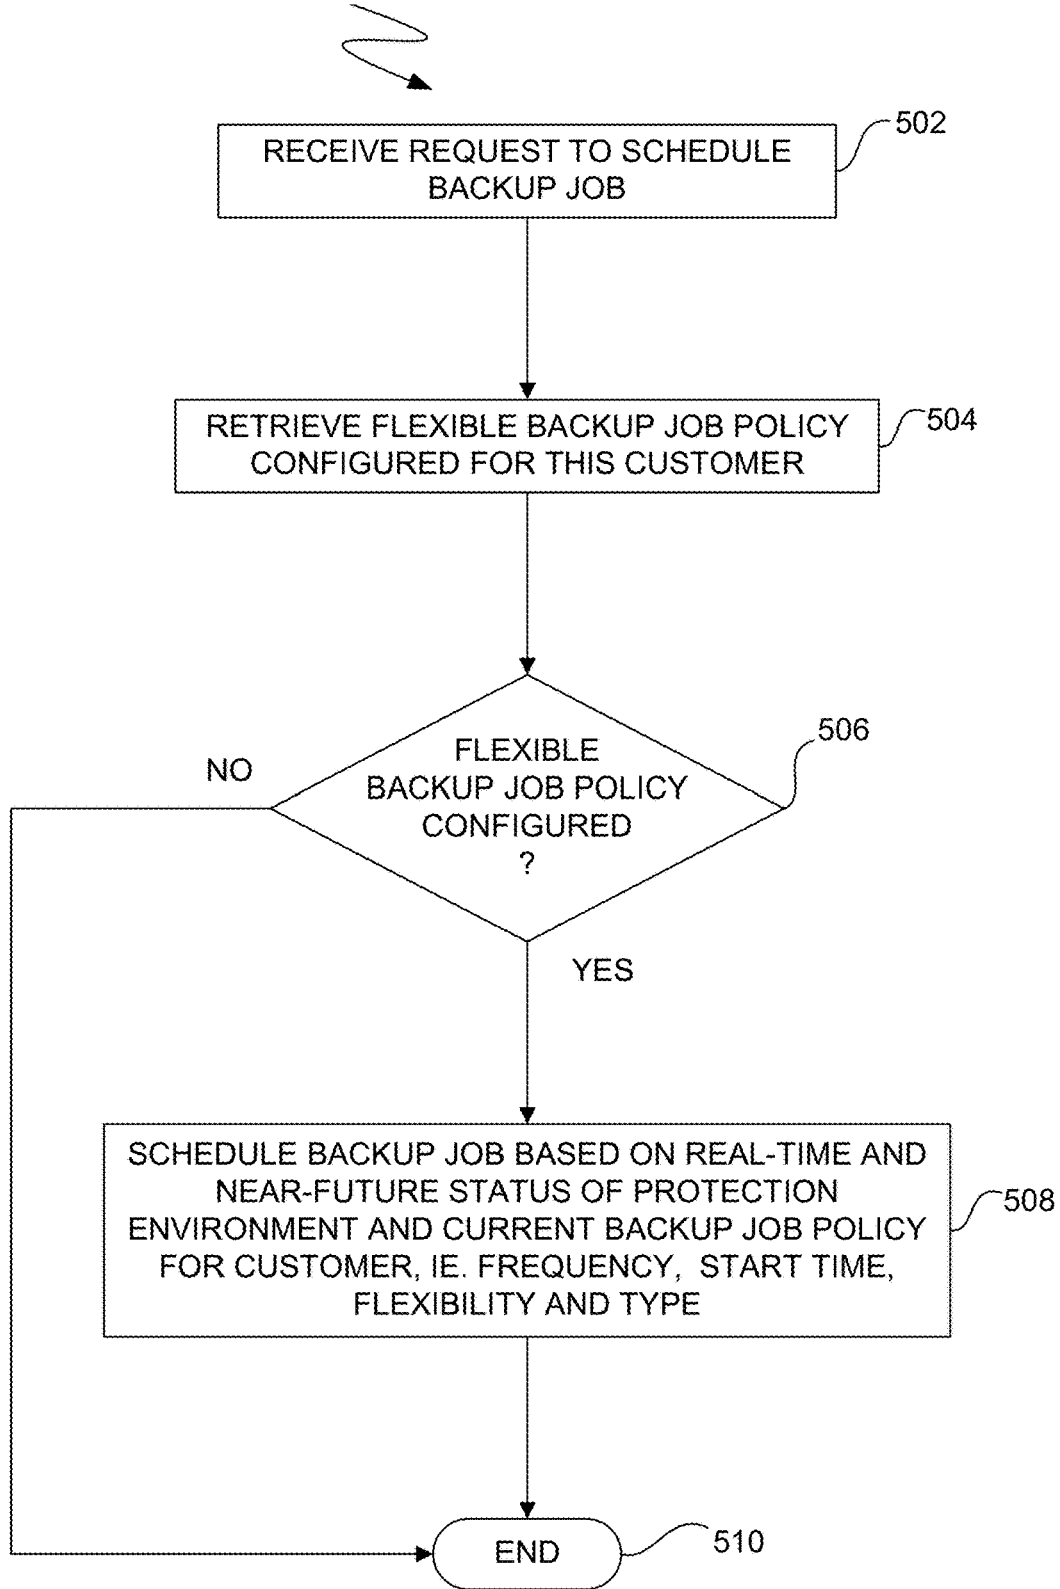 502
RECEIVE REQUEST TO SCHEDULE
BACKUP JOB
504
RETRIEVE FLEXIBLE BACKUP JOB POLICY
CONFIGURED FOR THIS CUSTOMER
506
NO
FLEXIBLE
BACKUP JOB POLICY
CONFIGURED
?
YES
SCHEDULE BACKUP JOB BASED ON REAL-TIME AND
NEAR-FUTURE STATUS OF PROTECTION
ENVIRONMENT AND CURRENT BACKUP JOB POLICY
FOR CUSTOMER, IE. FREQUENCY, START TIME,
FLEXIBILITY AND TYPE
508
END
510